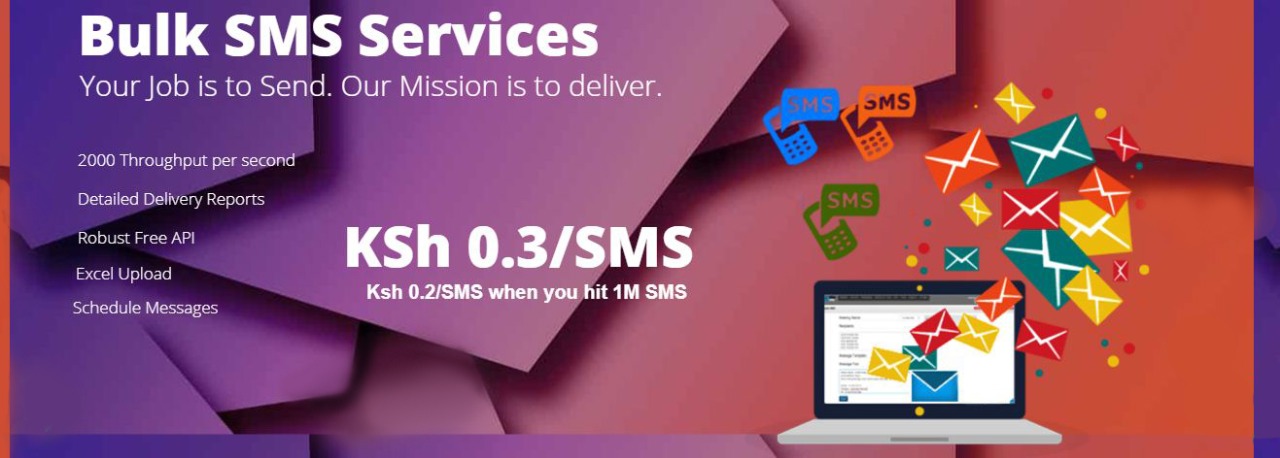 Bulk SMS Services
Your Job is to Send. Our Mission is to deliver.
2000 Throughput per second
Detailed Delivery Reports
Robust Free API
Excel Upload
Schedule Messages
KSh 0.3/SMS
Ksh 0.2/SMS when you hit 1M SMS
SMS
SMS
SMS